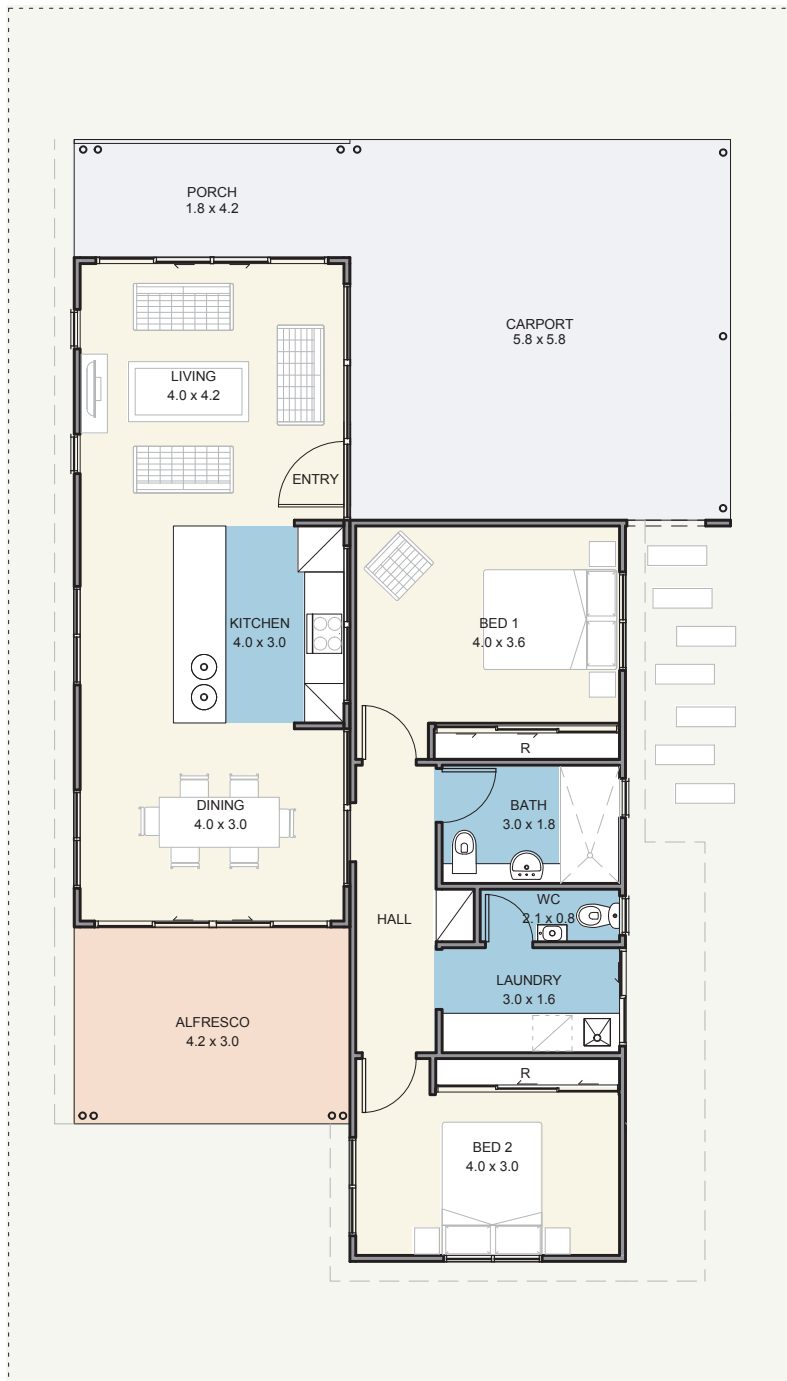 PORCH
1.8 x 4.2
CARPORT
5.8 x 5.8
LIVING
4.0 x 4.2
ENTRY
KITCHEN
4.0 x 3.0
BED 1
4.0 x 3.6
R
DINING
4.0 x 3.0
BATH
3.0 x 1.8
WC
2.1 x 0.8
HALL
LAUNDRY
3.0 x 1.6
ALFRESCO
4.2 x 3.0
R
BED 2
4.0 x 3.0